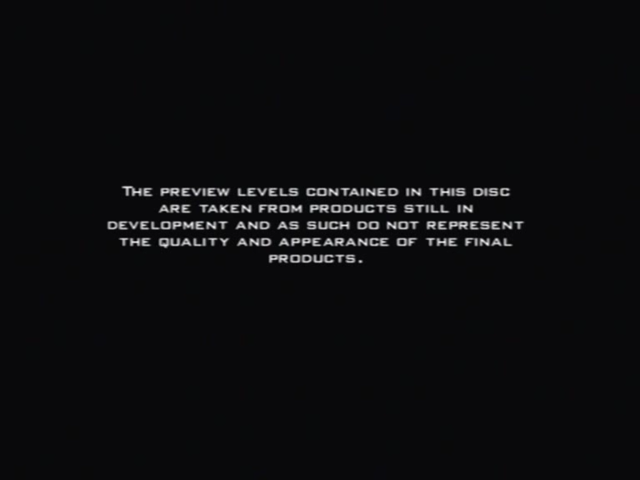 The preview levels contained in this disc
are taken from products still in
development and as such do not represent
the quality and appearance of the final
products.